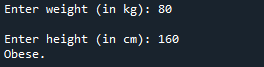 Enter weight (in kg): 80
Enter height (in cm): 160
Obese.